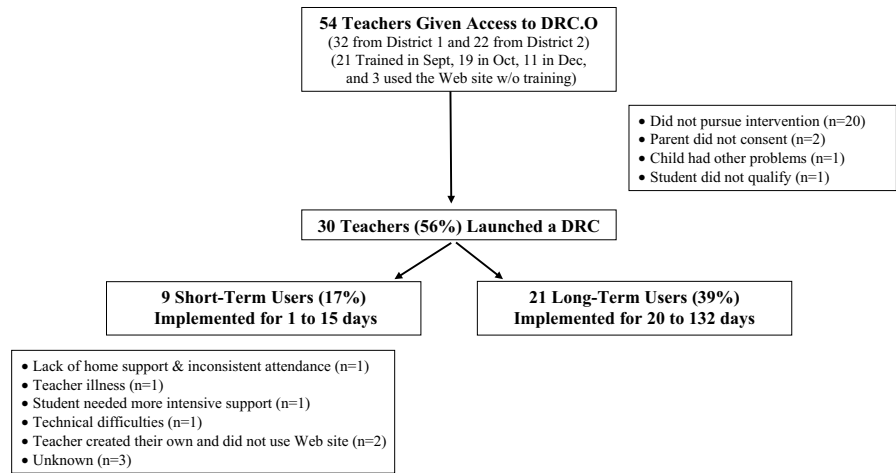 54 Teachers Given Access to DRC.O
(32 from District 1 and 22 from District 2)
(21 Trained in Sept, 19 in Oct, 11 in Dec,
and 3 used the Web site w/o training)
• Did not pursue intervention (n=20)
• Parent did not consent (n=2)
• Child had other problems (n=1)
• Student did not qualify (n=1)
30 Teachers (56%) Launched a DRC
9 Short-Term Users (17%)
Implemented for 1 to 15 days
21 Long-Term Users (39%)
Implemented for 20 to 132 days
• Lack of home support & inconsistent attendance (n=1)
• Teacher illness (n=1)
• Student needed more intensive support (n=1)
• Technical difficulties (n=1)
• Teacher created their own and did not use Web site (n=2)
• Unknown (n=3)